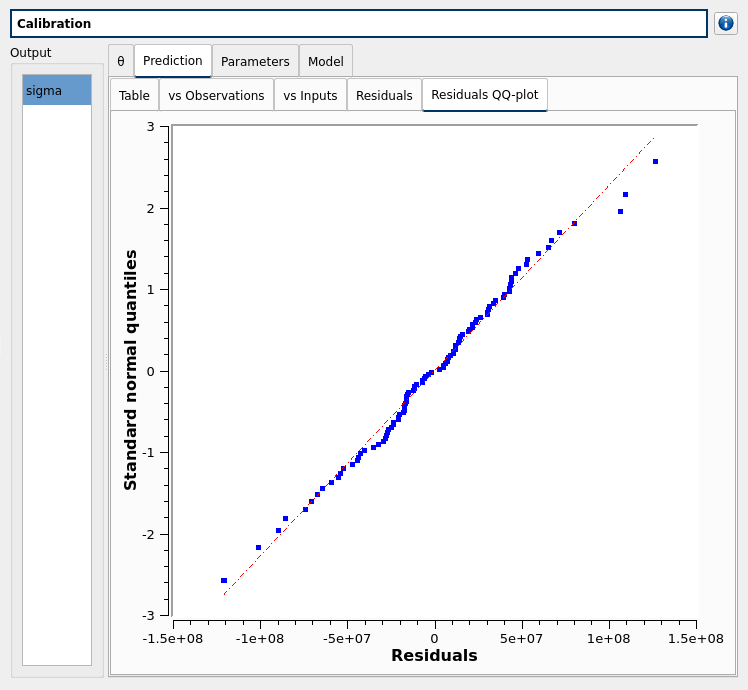 Calibration
Output
sigma
θ Prediction Parameters Model
Table vs Observations vs Inputs Residuals Residuals QQ-plot
3
2
1
0
-1
-2
-3
Standard normal quantiles
-1.5e+08 -1e+08 -5e+07 0 5e+07 1e+08 1.5e+08
Residuals